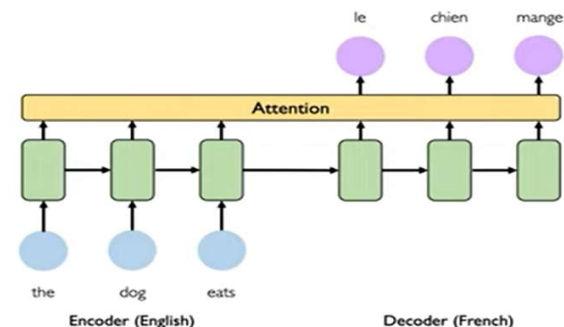 le chien mange
Attention
the dog eats
Encoder (English) Decoder (French)